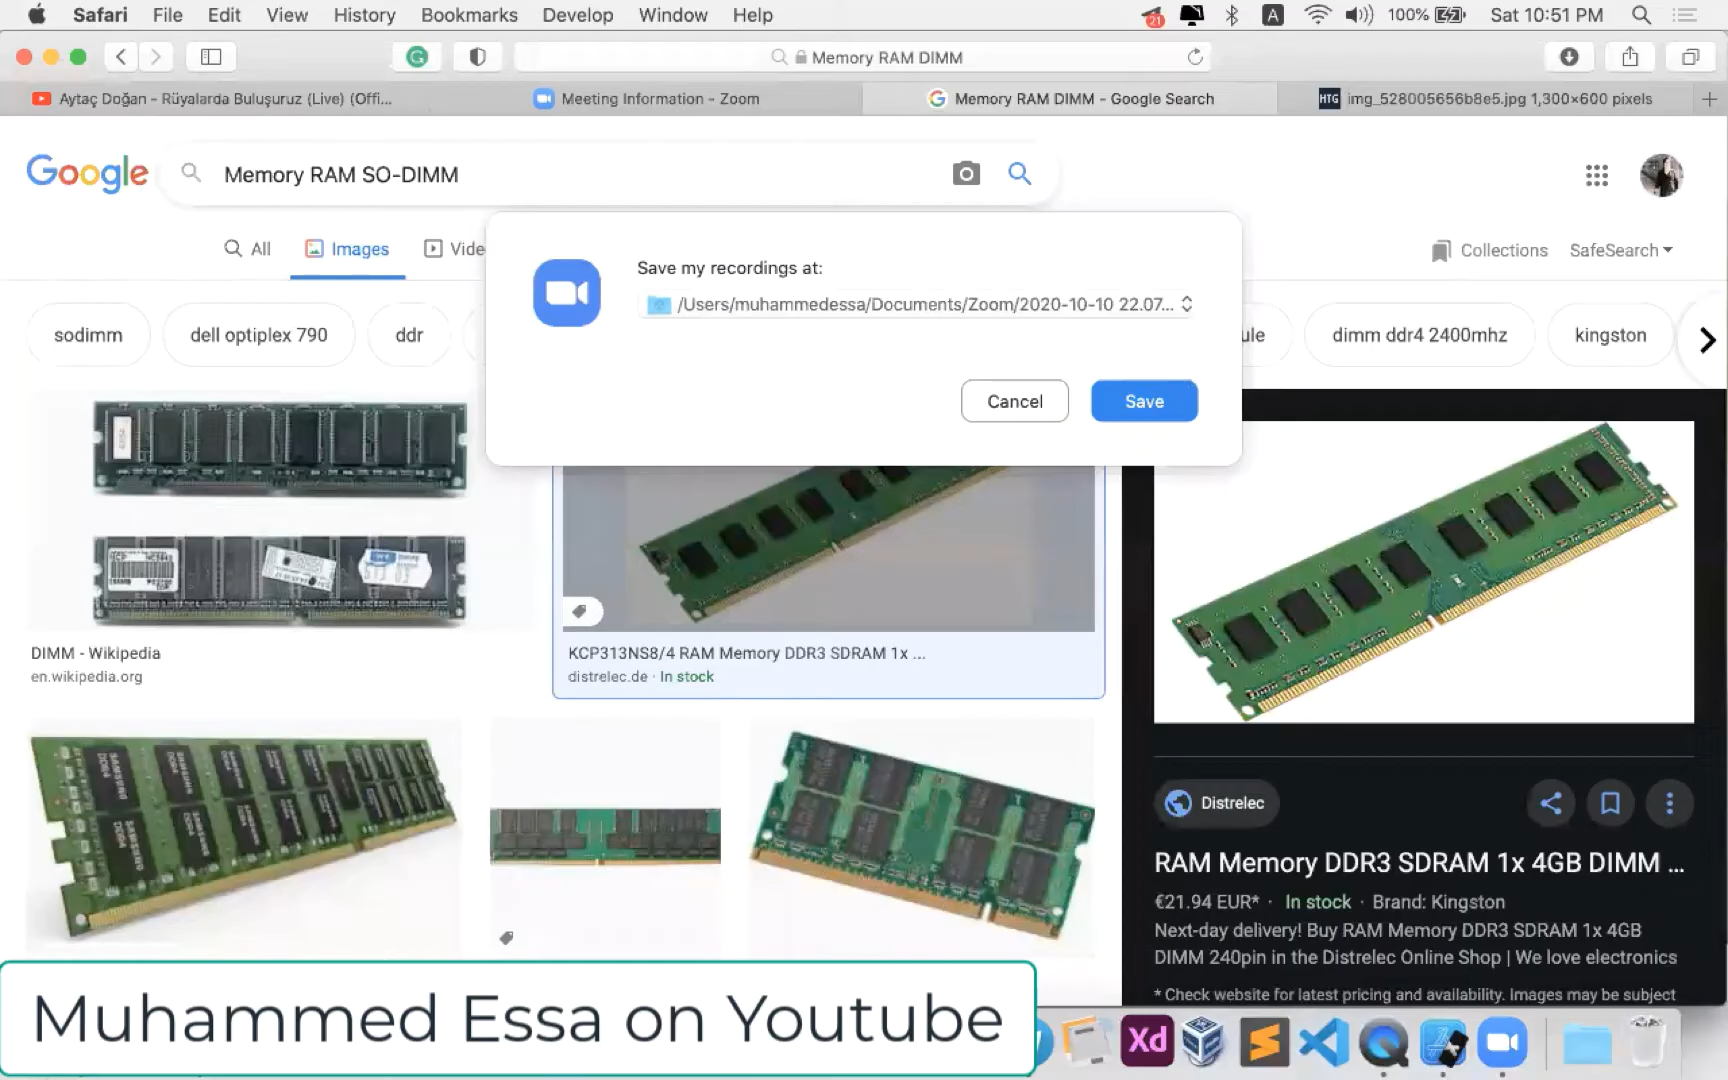 Safari File Edit View History Bookmarks Develop Window Help 21 A 100% Sat 10:51 PM
Memory RAM DIMM
Aytaç Doğan - Rüyalarda Buluşuruz (Live) (Offi... Meeting Information - Zoom Memory RAM DIMM - Google Search HTG img_528005656b8e5.jpg 1,300×600 pixels
Google Memory RAM SO-DIMM
All Images Vide Collections SafeSearch
Save my recordings at:
/Users/muhammedessa/Documents/Zoom/2020-10-10 22.07...
sodimm dell optiplex 790 ddr ule dimm ddr4 2400mhz kingston
Cancel Save
DIMM - Wikipedia
en.wikipedia.org
KCP313NS8/4 RAM Memory DDR3 SDRAM 1x ...
distrelec.de · In stock
SAMSUNG
Distrelec
RAM Memory DDR3 SDRAM 1x 4GB DIMM ...
€21.94 EUR* · In stock · Brand: Kingston
Next-day delivery! Buy RAM Memory DDR3 SDRAM 1x 4GB
DIMM 240pin in the Distrelec Online Shop | We love electronics
* Check website for latest pricing and availability. Images may be subject
Muhammed Essa on Youtube
Xd